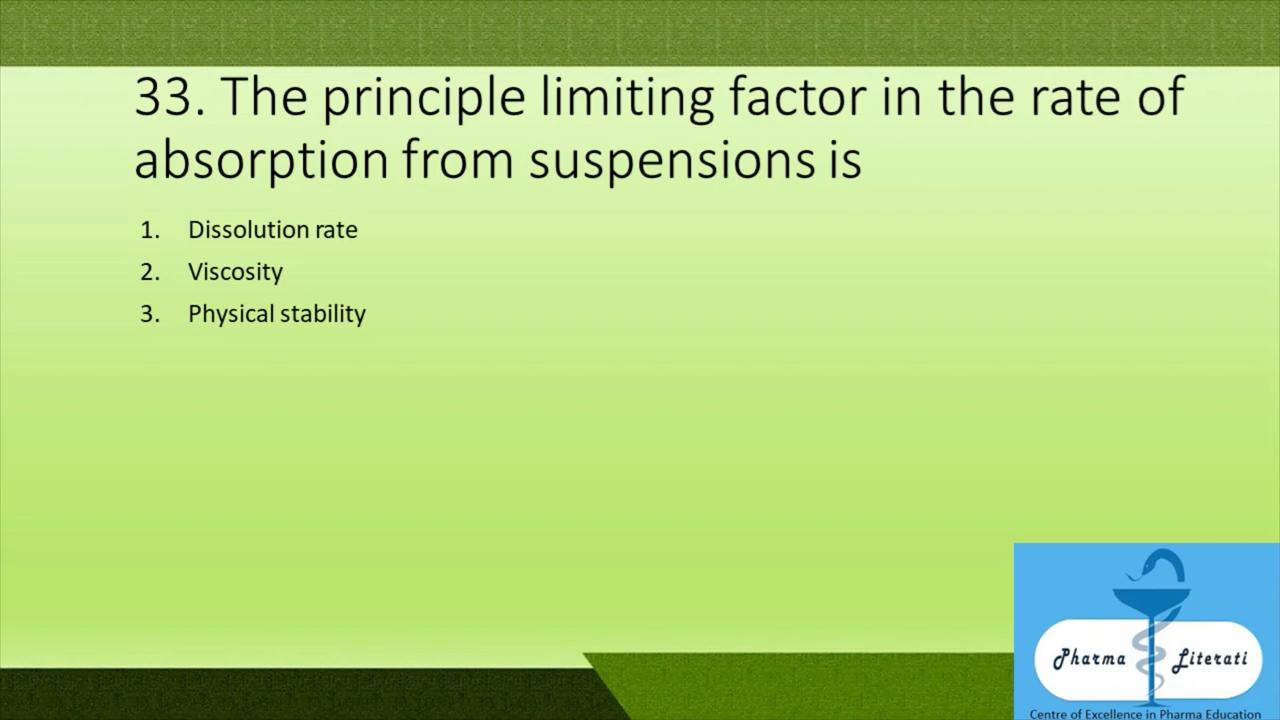 33. The principle limiting factor in the rate of
absorption from suspensions is
1. Dissolution rate
2. Viscosity
3. Physical stability
Pharma Literati
Centre of Excellence in Pharma Education